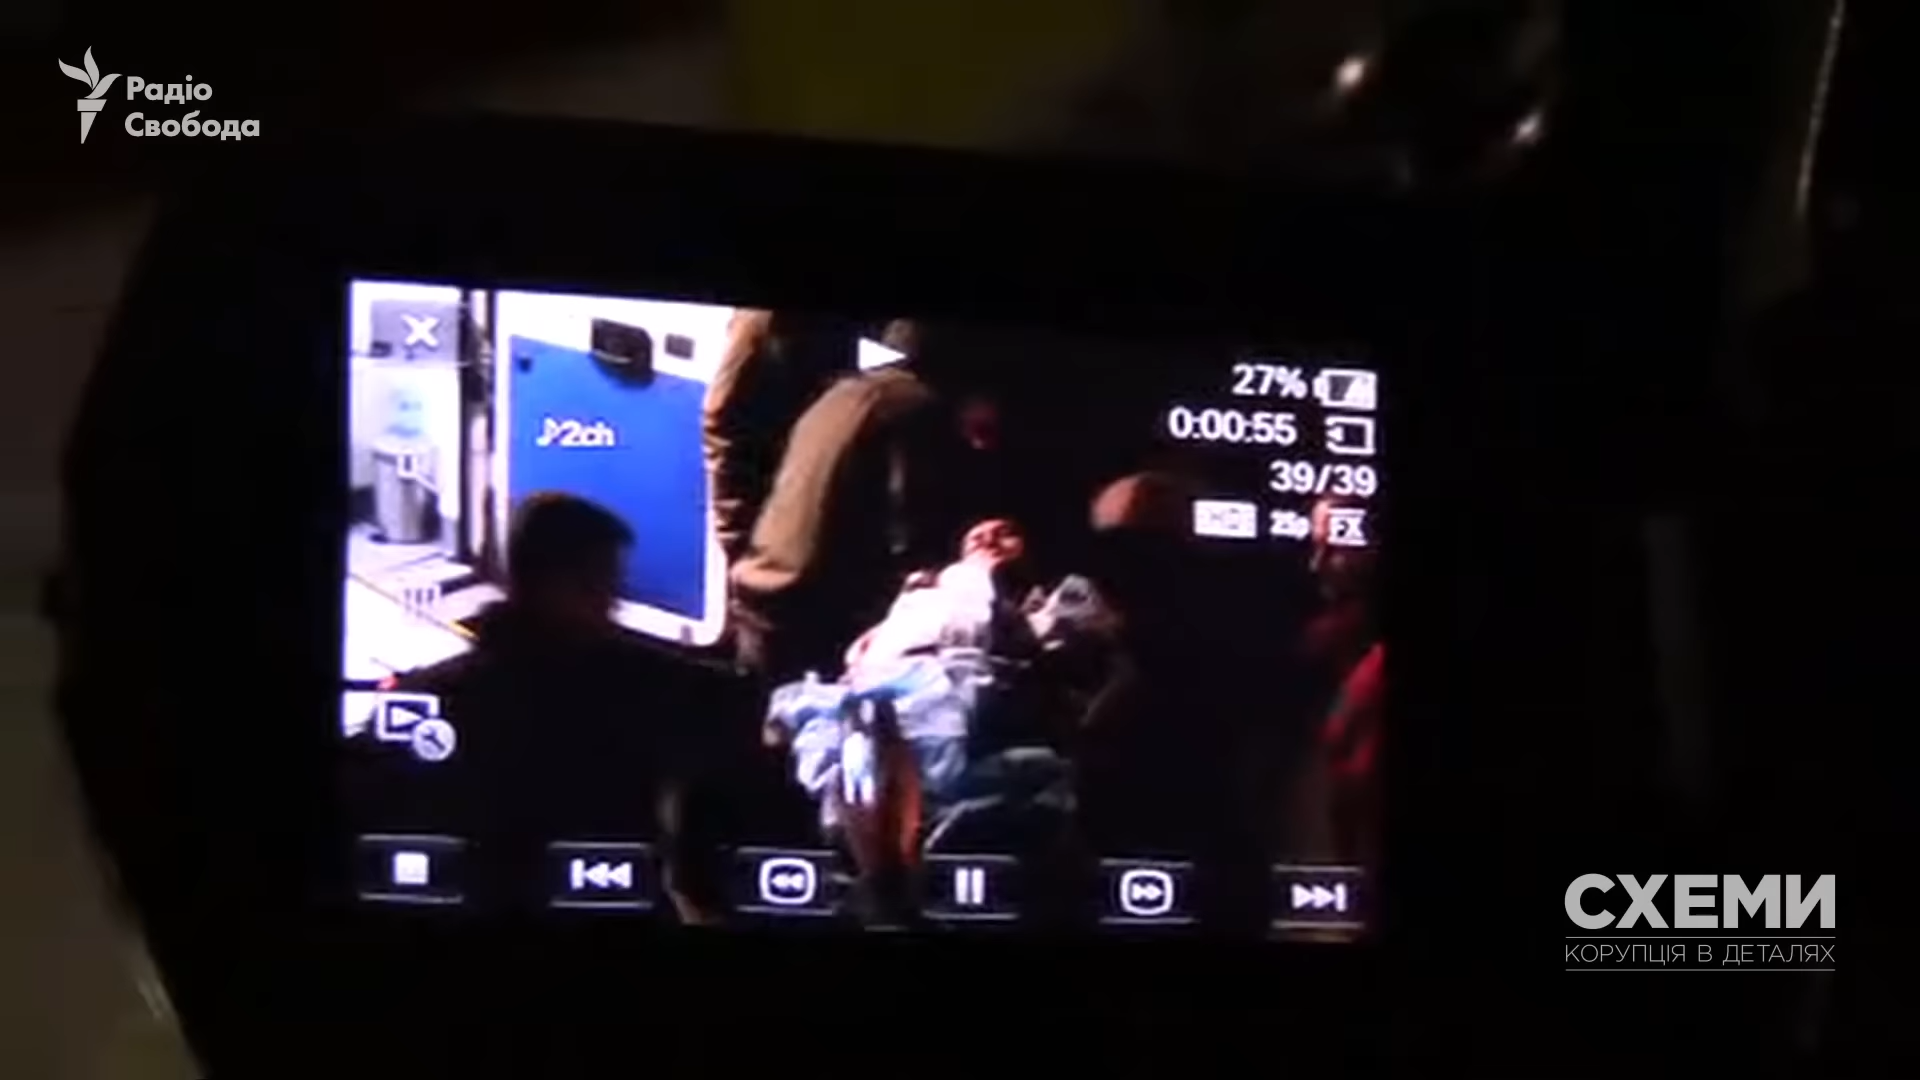 Радіо
Свобода
27%
♪2ch
0:00:55
39/39
25p FX
СХЕМИ
КОРУПЦІЯ В ДЕТАЛЯХ